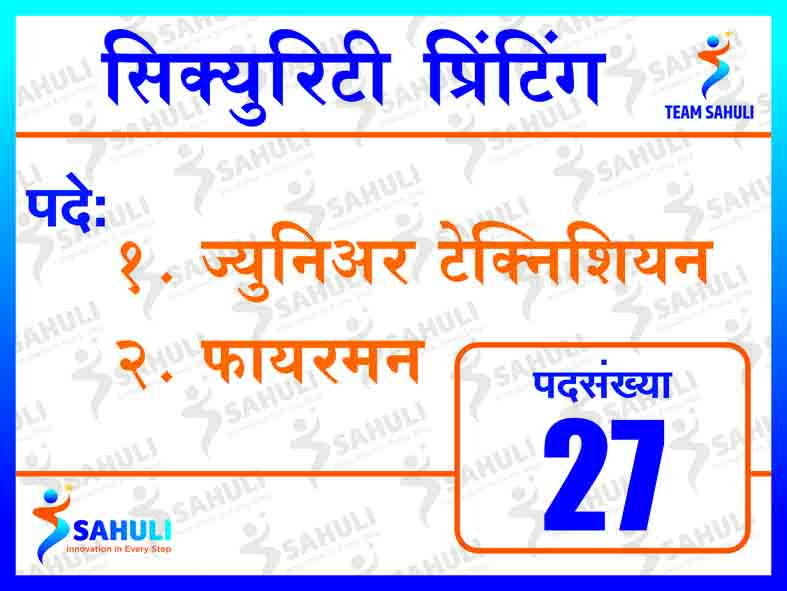 सिक्युरिटी प्रिंटिंग
TEAM SAHULI
पदे:
१. ज्युनिअर टेक्निशियन
२. फायरमन
पदसंख्या
27
SAHULI
Innovation in Every Step